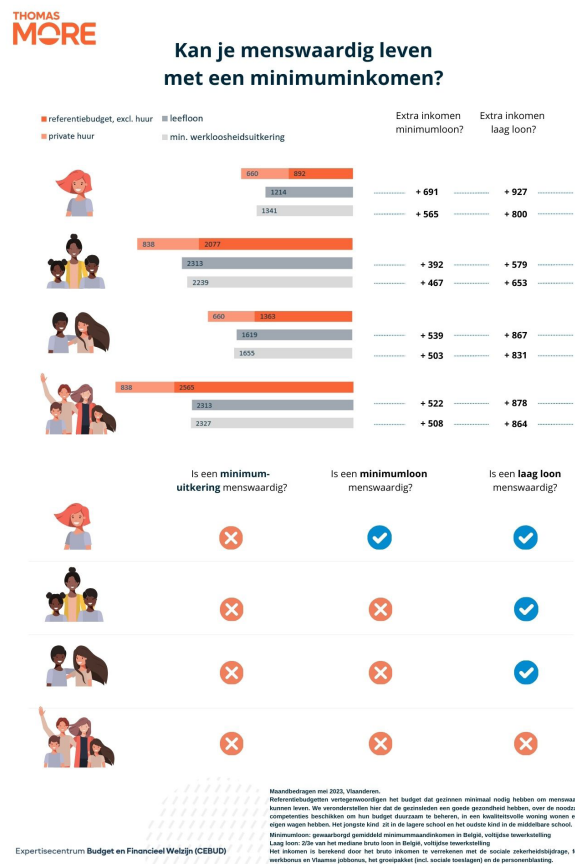 THOMAS
MORE
Kan je menswaardig leven
met een minimuminkomen?
referentiebudget, excl. huur
leefloon
private huur
min. werkloosheidsuitkering
Extra inkomen
minimumloon?
Extra inkomen
laag loon?
660 892
1214 + 691 + 927
1341 + 565 + 800
838 2077
2313 + 392 + 579
2239 + 467 + 653
660 1363
1619 + 539 + 867
1655 + 503 + 831
838 2565
2313 + 522 + 878
2327 + 508 + 864
Is een minimum-
uitkering menswaardig?
Is een minimumloon
menswaardig?
Is een laag loon
menswaardig?
Maandbedragen mei 2023, Vlaanderen.
Referentiebudgetten vertegenwoordigen het budget dat gezinnen minimaal nodig hebben om menswaa
kunnen leven. We veronderstellen hier dat de gezinsleden een goede gezondheid hebben, over de noodza
competenties beschikken om hun budget duurzaam te beheren, in een kwaliteitsvolle woning wonen e
eigen wagen hebben. Het jongste kind zit in de lagere school en het oudste kind in de middelbare school.
Minimumloon: gewaarborgd gemiddeld minimummaandinkomen in België, voltijdse tewerkstelling
Laag loon: 2/3e van het mediane bruto loon in België, voltijdse tewerkstelling
Het inkomen is berekend door het bruto inkomen te verrekenen met de sociale zekerheidsbijdrage,
werkbonus en Vlaamse jobbonus, het groeipakket (incl. sociale toeslagen) en de personenbelasting.
Expertisecentrum Budget en Financieel Welzijn (CEBUD)